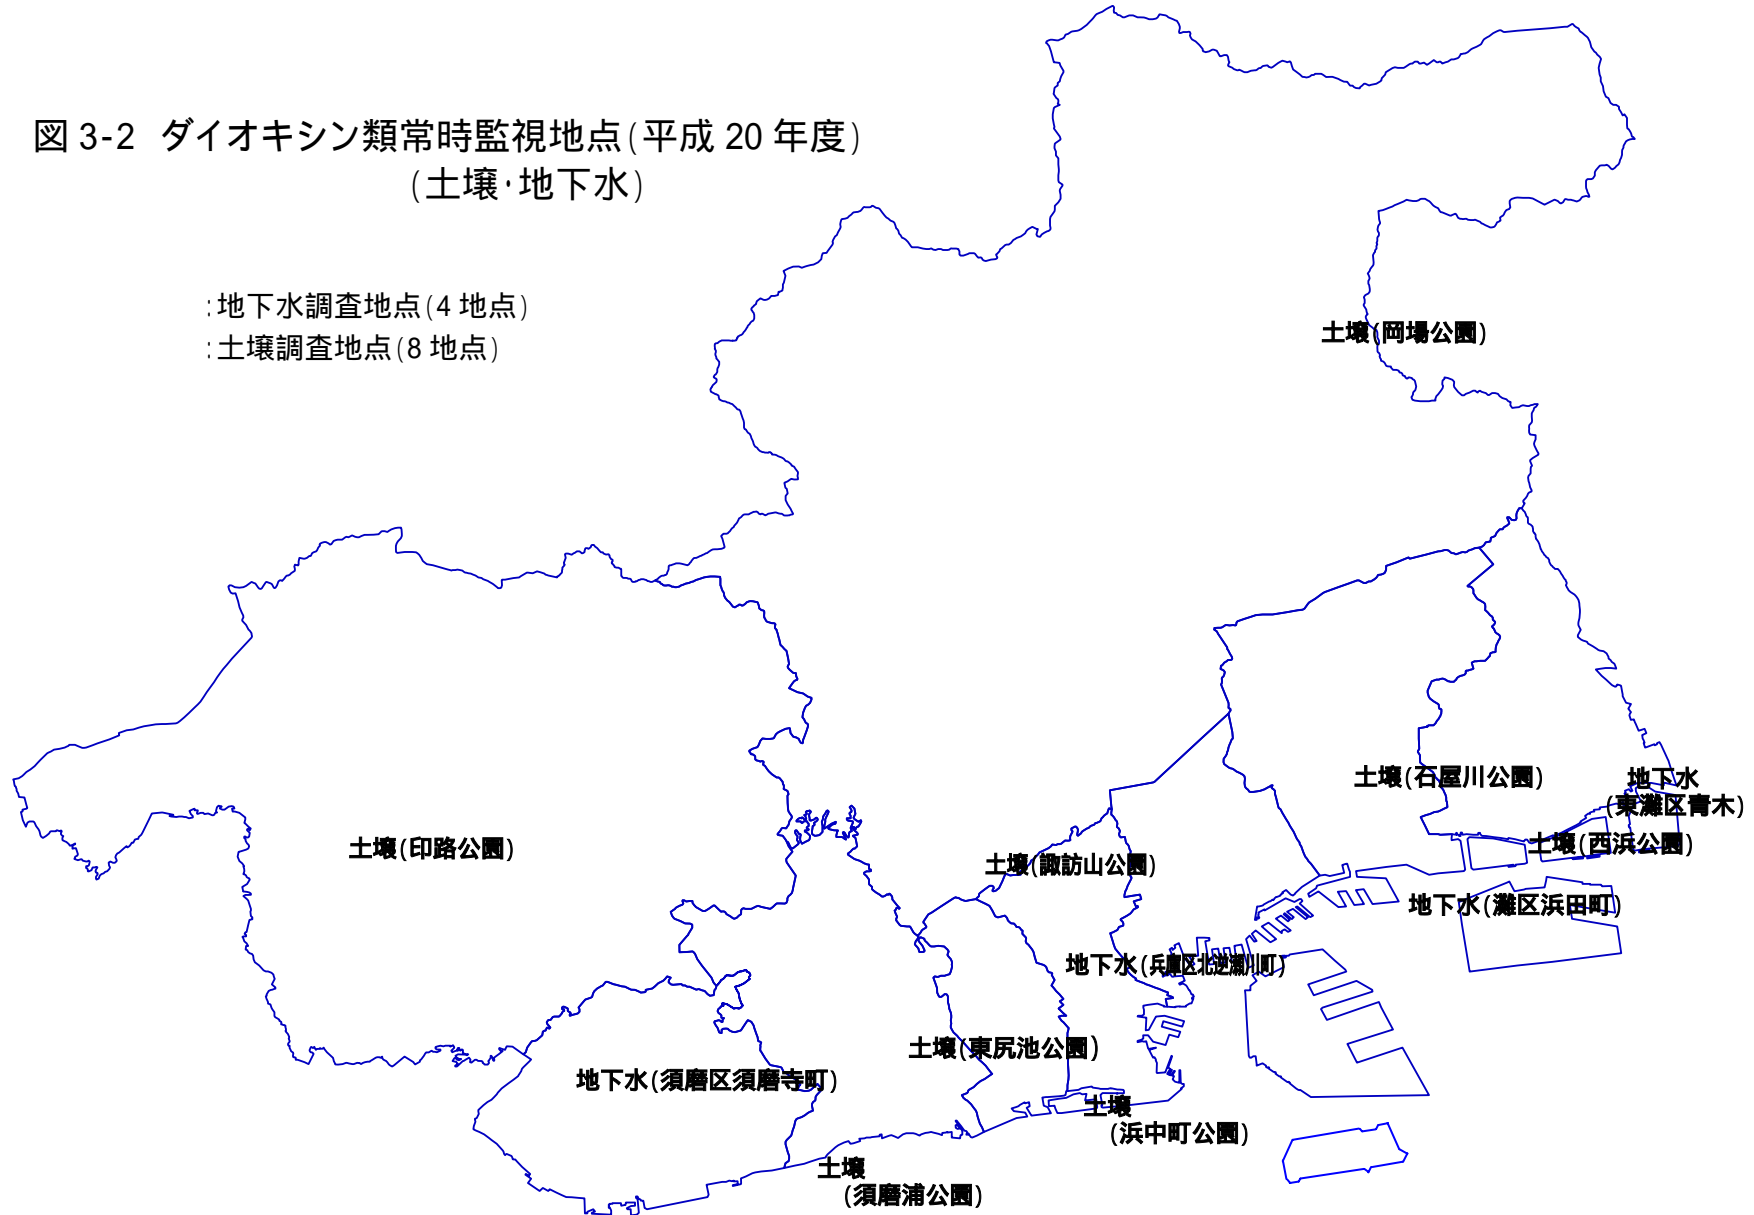 図 3-2 ダイオキシン類常時監視地点(平成 20 年度)
(土壌・地下水)
:地下水調査地点(4 地点)
:土壌調査地点(8 地点)
土壌(岡場公園)
土壌(石屋川公園)
地下水
(東灘区青木)
土壌(西浜公園)
土壌(印路公園)
土壌(諏訪山公園)
地下水(灘区浜田町)
地下水(兵庫区北逆瀬川町)
土壌(東尻池公園)
地下水(須磨区須磨寺町)
土壌
(浜中町公園)
土壌
(須磨浦公園)